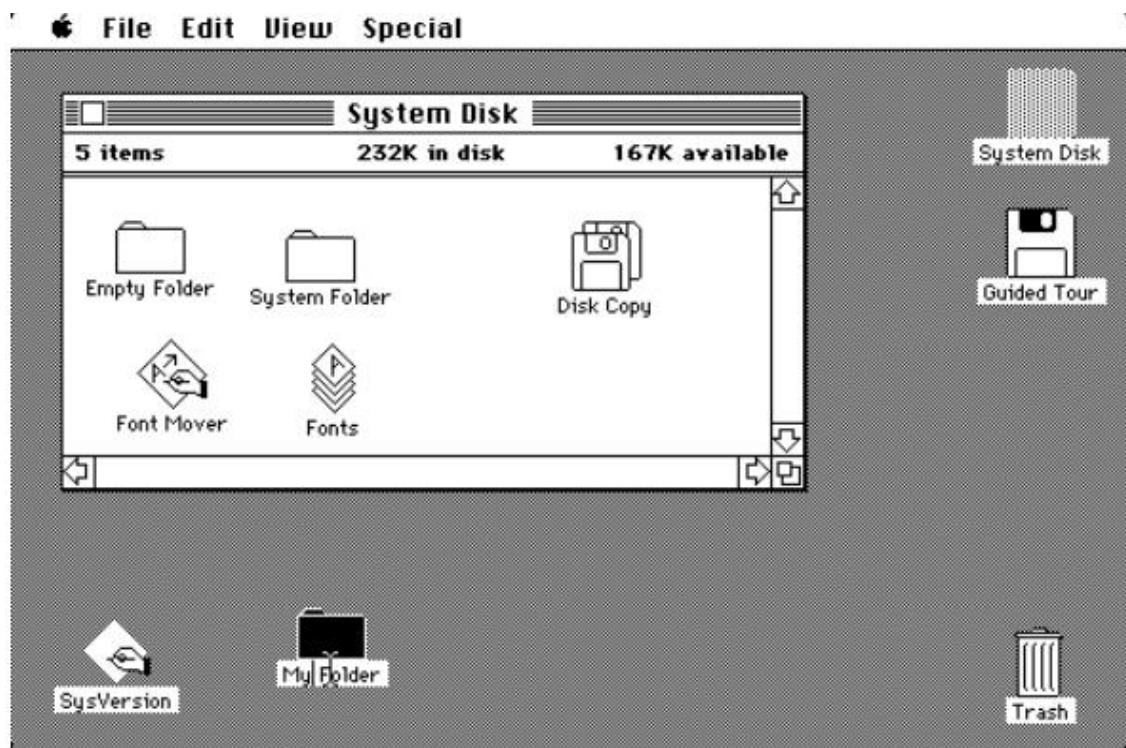 File Edit View Special
System Disk
5 items 232K in disk 167K available
Empty Folder
System Folder
Disk Copy
Font Mover
Fonts
System Disk
Guided Tour
SysVersion
My Folder
Trash